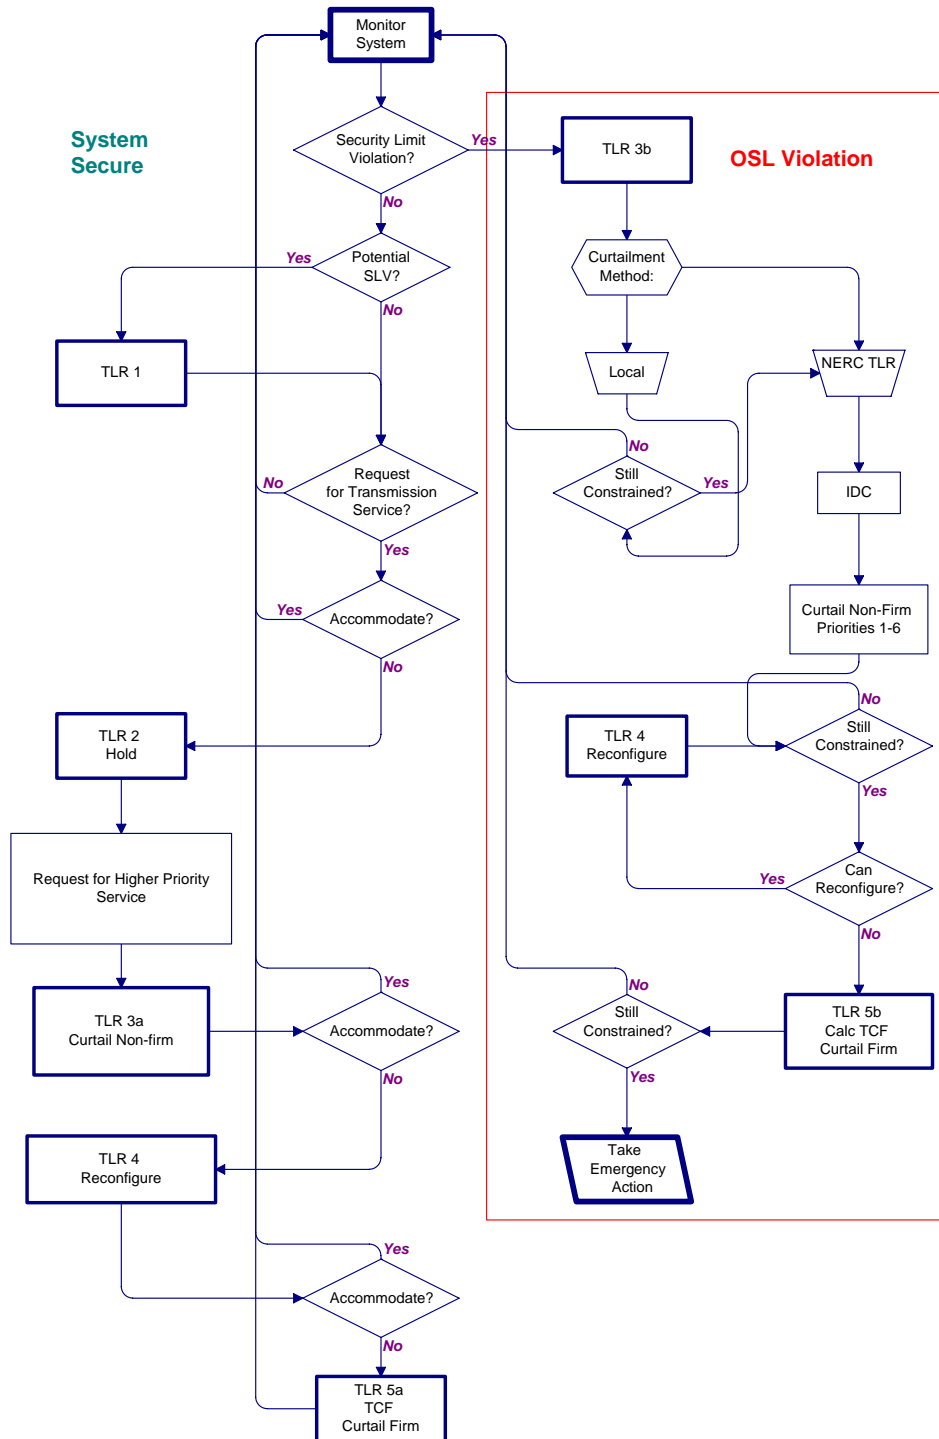 Monitor
System
System
Secure
Security Limit
Violation?
Yes
TLR 3b
OSL Violation
No
Yes
Potential
SLV?
Curtailment
Method:
No
TLR 1
Local
NERC TLR
No
Request
for Transmission
Service?
No
Still
Constrained?
Yes
IDC
Yes
Yes
Accommodate?
Curtail Non-Firm
Priorities 1-6
No
No
TLR 2
Hold
TLR 4
Reconfigure
Still
Constrained?
Yes
Request for Higher Priority
Service
Yes
Can
Reconfigure?
No
Yes
No
TLR 3a
Curtail Non-firm
Accommodate?
Still
Constrained?
TLR 5b
Calc TCF
Curtail Firm
No
Yes
TLR 4
Reconfigure
Take
Emergency
Action
Yes
Accommodate?
No
TLR 5a
TCF
Curtail Firm